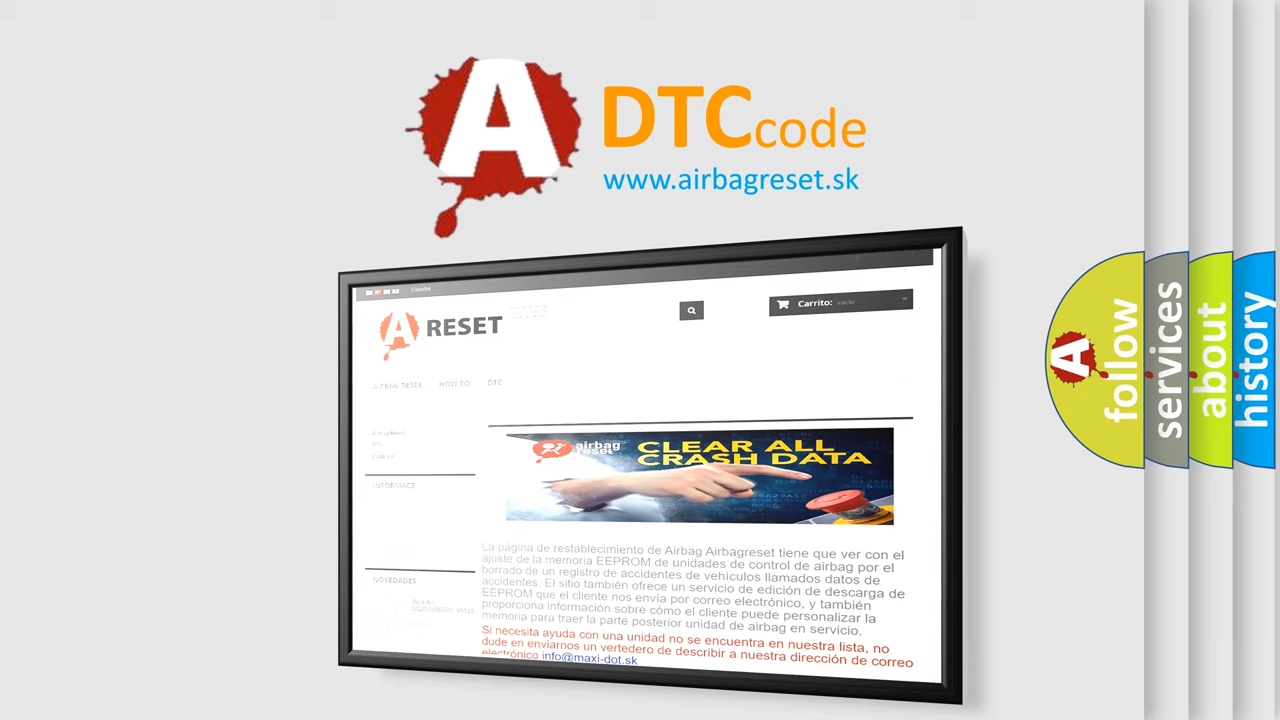 A
DTCcode
www.airbagreset.sk
Español
A RESET
Carrito: vacío
AIRBAG RESET HOW TO DTC
INFORMACE
airbag reset
CLEAR ALL
CRASH DATA
La página de restablecimiento de Airbag Airbagreset tiene que ver con el
ajuste de la memoria EEPROM de unidades de control de airbag por el
borrado de un registro de accidentes de vehículos llamados datos de
accidentes. El sitio también ofrece un servicio de edición de descarga de
EEPROM que el cliente nos envía por correo electrónico, y también
proporciona información sobre cómo el cliente puede personalizar la
memoria para traer la parte posterior unidad de airbag en servicio.
NOVEDADES
Si necesita ayuda con una unidad no se encuentra en nuestra lista, no
dude en enviarnos un vertedero de describir a nuestra dirección de correo
electrónico info@maxi-dot.sk
A
follow
services
about
history